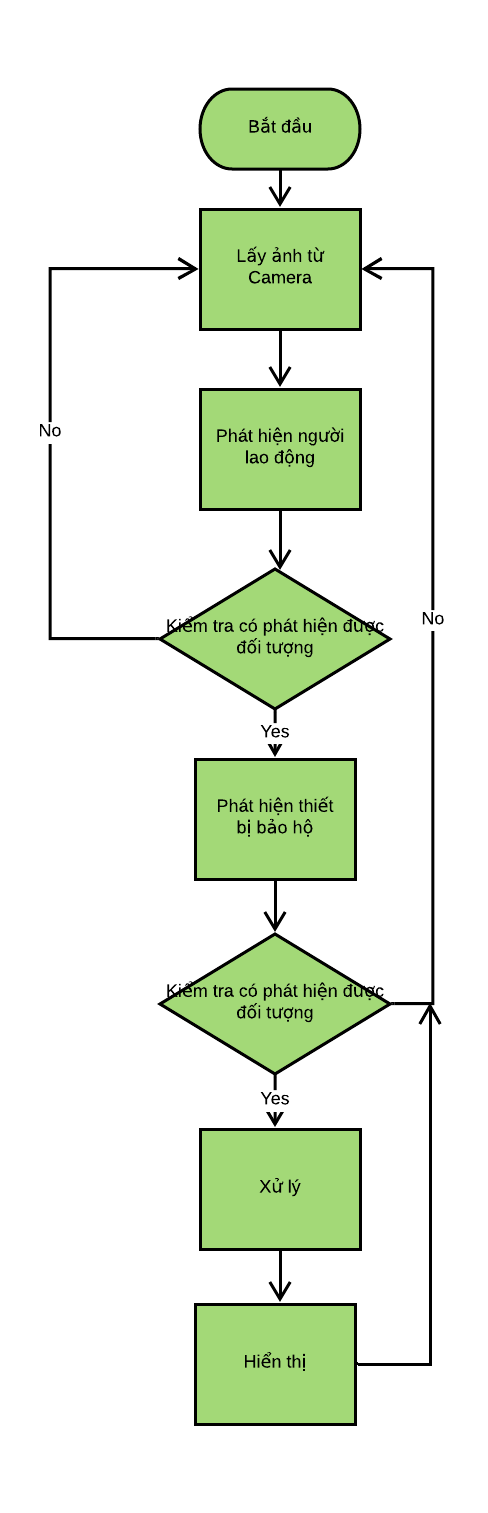 Bắt đầu
Lấy ảnh từ
Camera
No
Phát hiện người
lao động
No
Kiểm tra có phát hiện được
đối tượng
Yes
Phát hiện thiết
bị bảo hộ
Kiểm tra có phát hiện được
đối tượng
Yes
Xử lý
Hiển thị